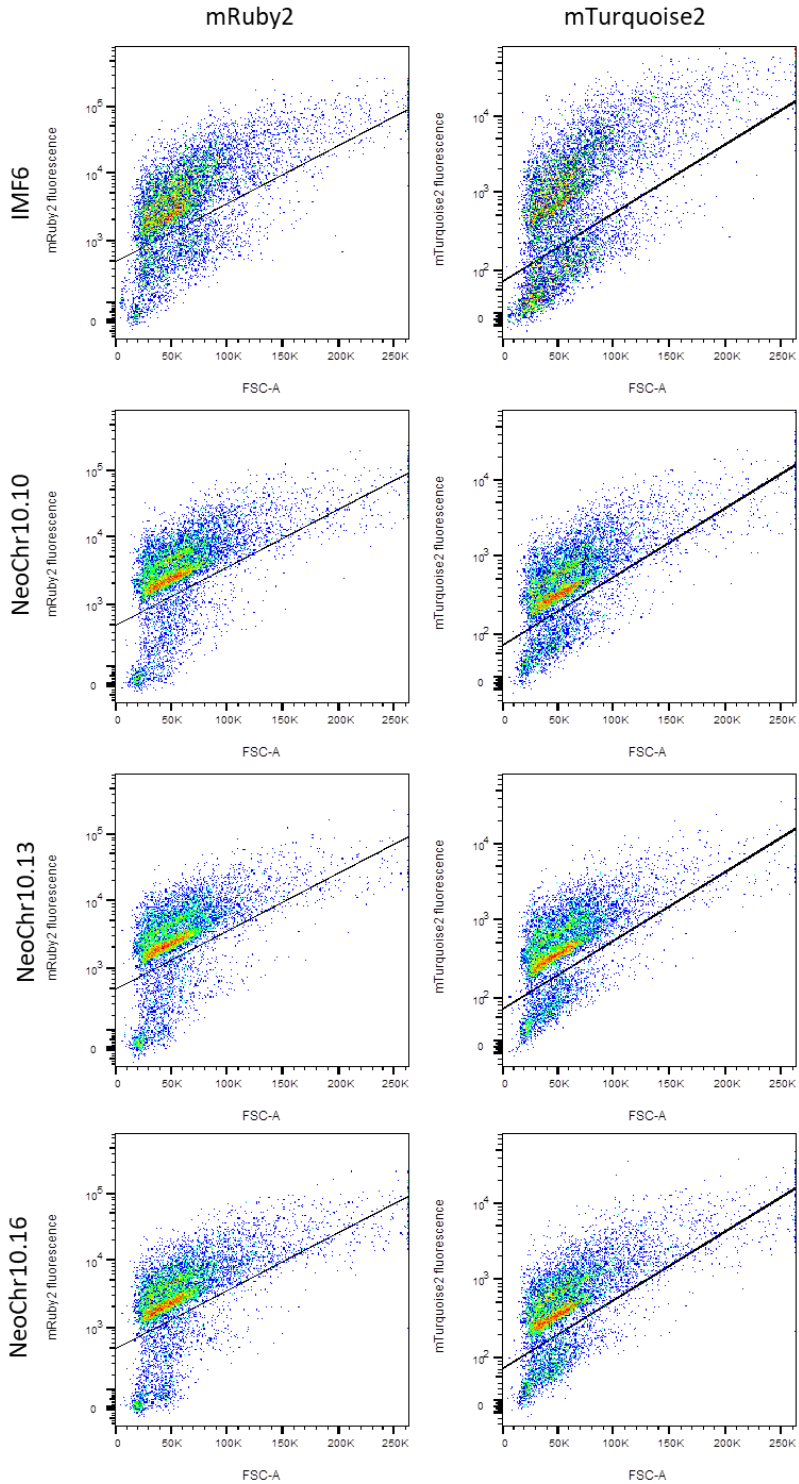 mRuby2 mTurquoise2
IMF6
mRuby2 fluorescence
10^5
10^4
10^3
0
0 50K 100K 150K 200K 250K
FSC-A
mTurquoise2 fluorescence
10^4
10^3
10^2
0
0 50K 100K 150K 200K 250K
FSC-A
NeoChr10.10
mRuby2 fluorescence
10^5
10^4
10^3
0
0 50K 100K 150K 200K 250K
FSC-A
mTurquoise2 fluorescence
10^4
10^3
10^2
0
0 50K 100K 150K 200K 250K
FSC-A
NeoChr10.13
mRuby2 fluorescence
10^5
10^4
10^3
0
0 50K 100K 150K 200K 250K
FSC-A
mTurquoise2 fluorescence
10^4
10^3
10^2
0
0 50K 100K 150K 200K 250K
FSC-A
NeoChr10.16
mRuby2 fluorescence
10^5
10^4
10^3
0
0 50K 100K 150K 200K 250K
FSC-A
mTurquoise2 fluorescence
10^4
10^3
10^2
0
0 50K 100K 150K 200K 250K
FSC-A